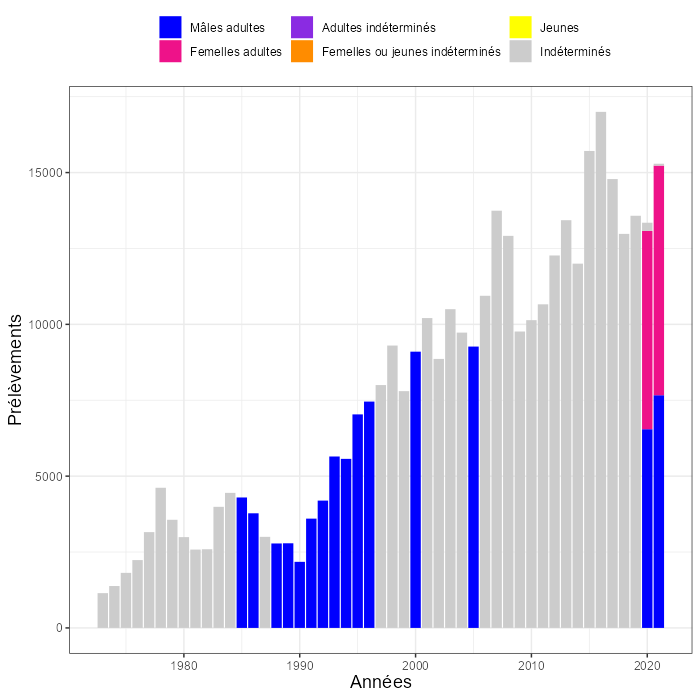 Mâles adultes Adultes indéterminés Jeunes
Femelles adultes Femelles ou jeunes indéterminés Indéterminés
15000
10000
5000
0
Prélèvements
1980 1990 2000 2010 2020
Années